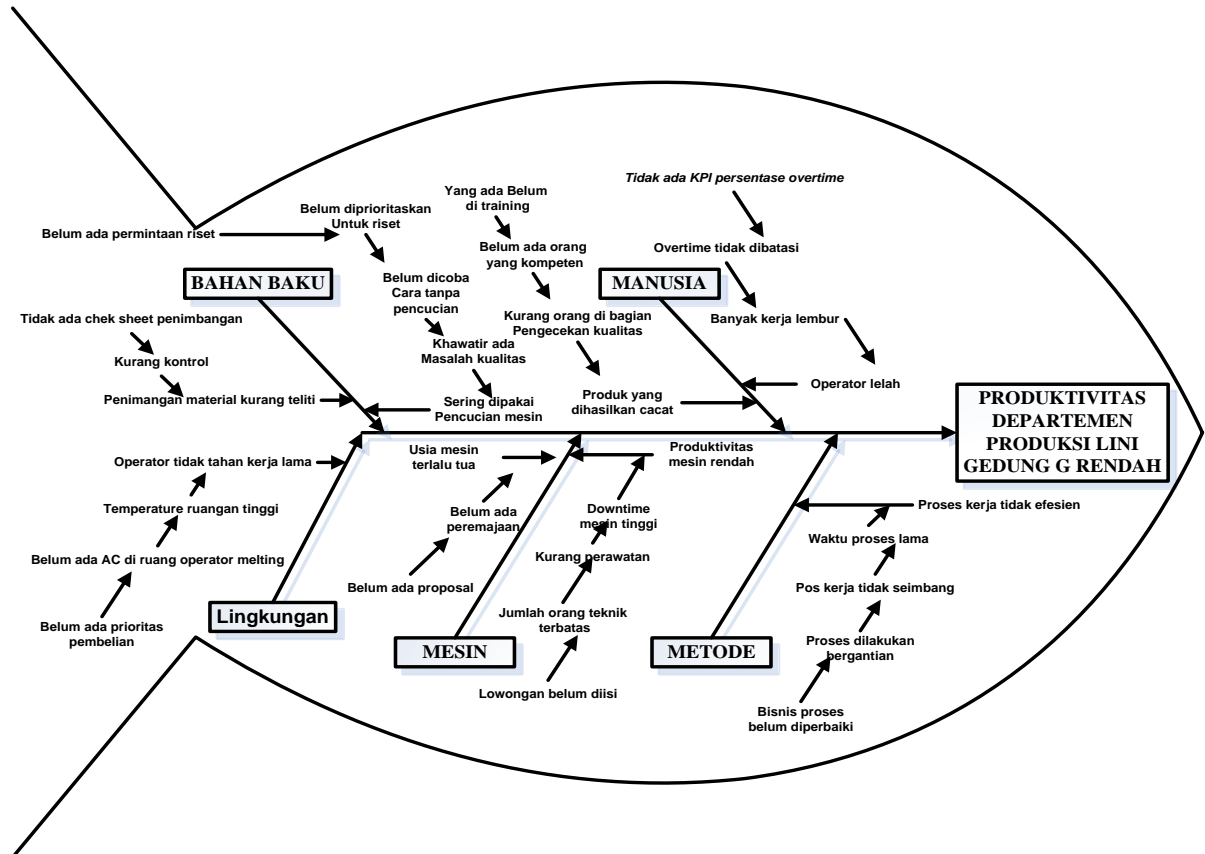 Tidak ada KPI persentase overtime
Yang ada Belum
di training
Belum diprioritaskan
Untuk riset
Belum ada permintaan riset
Belum ada orang
yang kompeten
Overtime tidak dibatasi
BAHAN BAKU
Belum dicoba
Cara tanpa
pencucian
MANUSIA
Tidak ada chek sheet penimbangan
Kurang orang di bagian
Pengecekan kualitas
Banyak kerja lembur
Kurang kontrol
Khawatir ada
Masalah kualitas
Operator lelah
Penimangan material kurang teliti
Sering dipakai
Pencucian mesin
Produk yang
dihasilkan cacat
PRODUKTIVITAS
DEPARTEMEN
PRODUKSI LINI
GEDUNG G RENDAH
Operator tidak tahan kerja lama
Usia mesin
terlalu tua
Produktivitas
mesin rendah
Temperature ruangan tinggi
Belum ada
peremajaan
Downtime
mesin tinggi
Proses kerja tidak efesien
Waktu proses lama
Belum ada AC di ruang operator melting
Kurang perawatan
Belum ada proposal
Pos kerja tidak seimbang
Lingkungan
Jumlah orang teknik
terbatas
Belum ada prioritas
pembelian
MESIN
METODE
Proses dilakukan
bergantian
Lowongan belum diisi
Bisnis proses
belum diperbaiki